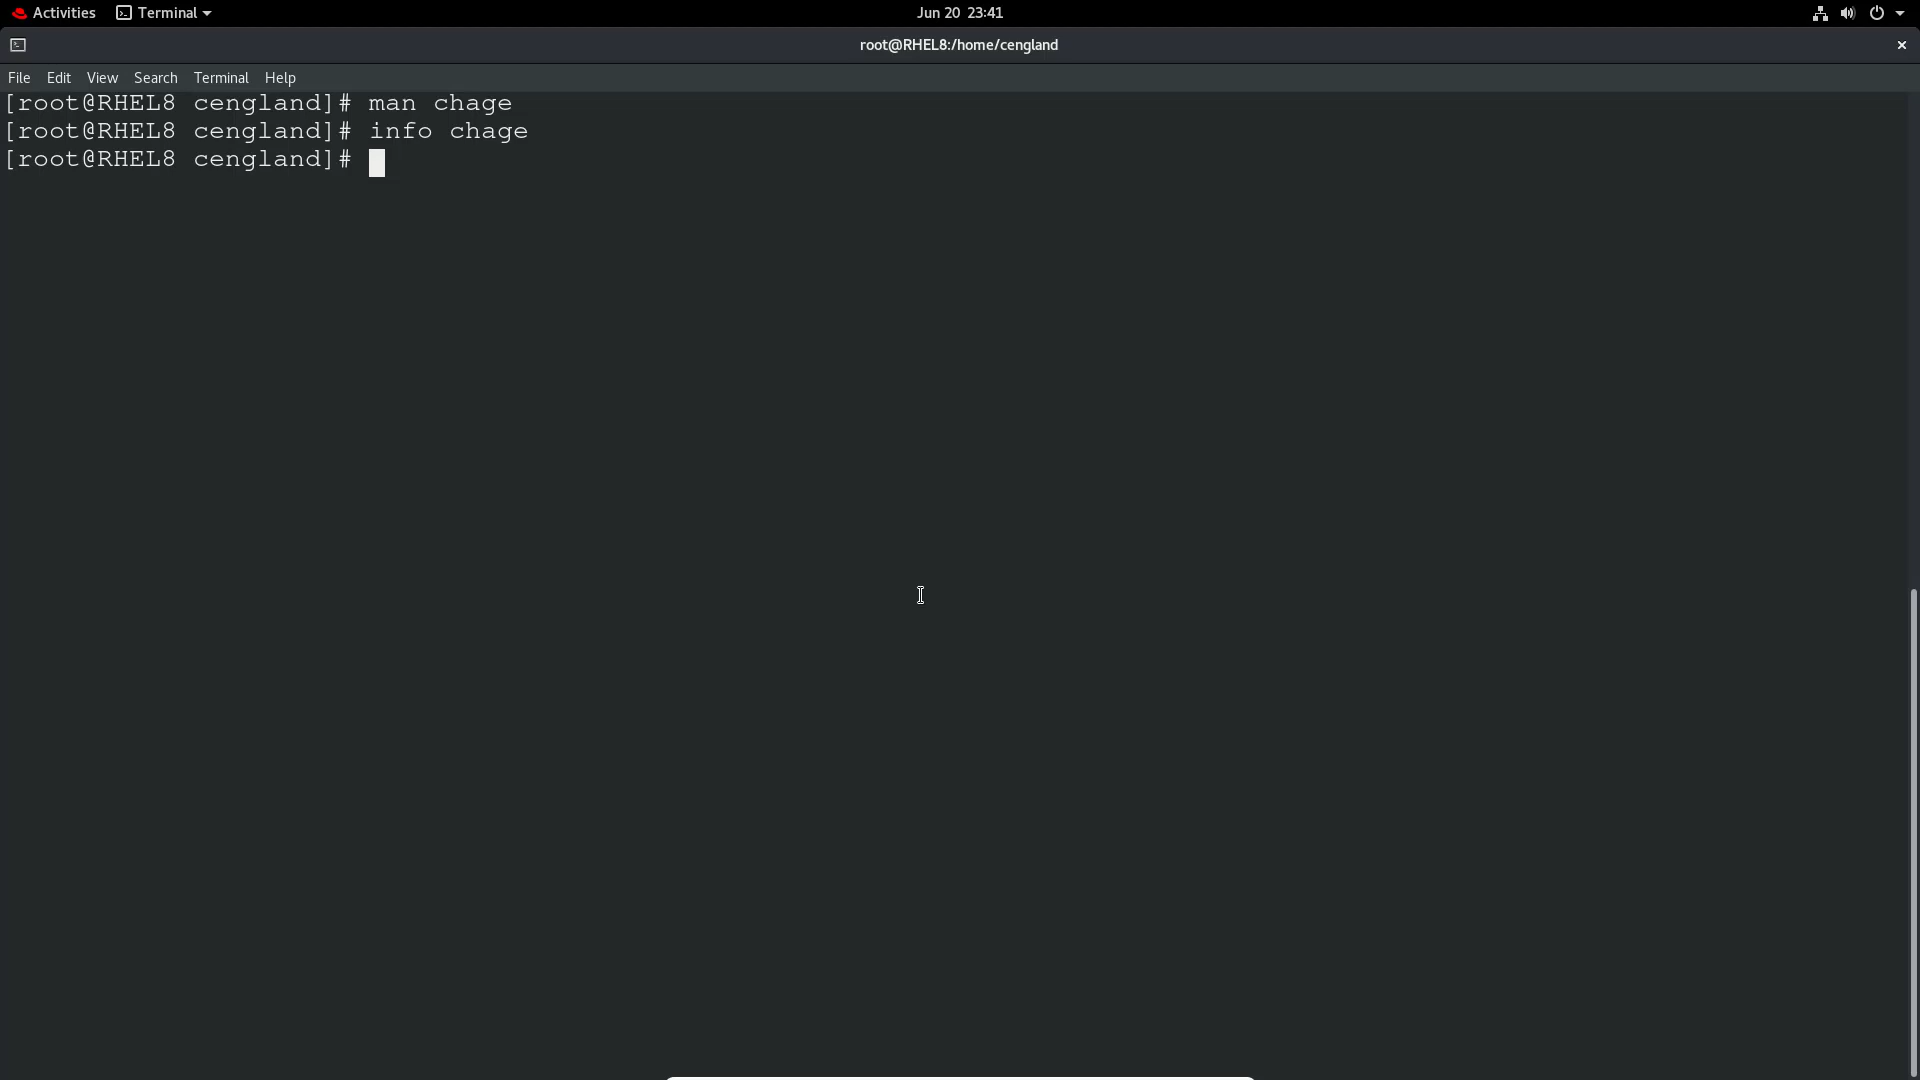 Activities Terminal Jun 20 23:41
root@RHEL8:/home/cengland
File Edit View Search Terminal Help
[root@RHEL8 cengland]# man chage
[root@RHEL8 cengland]# info chage
[root@RHEL8 cengland]#